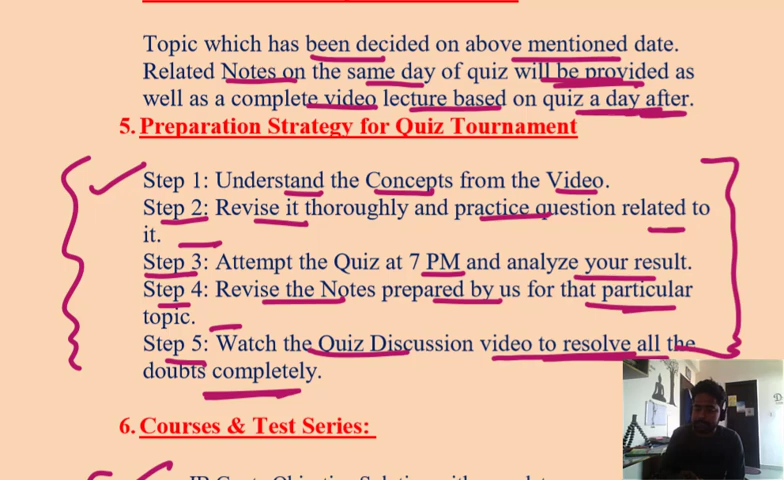 Topic which has been decided on above mentioned date.
Related Notes on the same day of quiz will be provided as
well as a complete video lecture based on quiz a day after.
5. Preparation Strategy for Quiz Tournament
Step 1: Understand the Concepts from the Video.
Step 2: Revise it thoroughly and practice question related to
it.
Step 3: Attempt the Quiz at 7 PM and analyze your result.
Step 4: Revise the Notes prepared by us for that particular
topic.
Step 5: Watch the Quiz Discussion video to resolve all the
doubts completely.
6. Courses & Test Series: